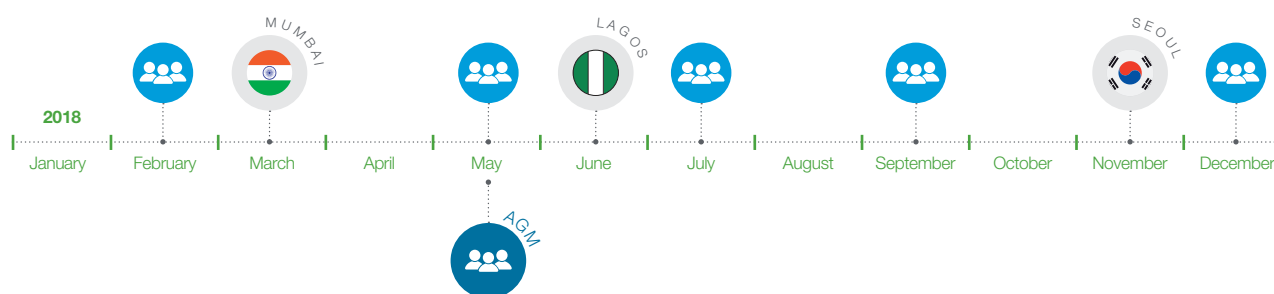 MUMBAI
LAGOS
SEOUL
2018
January
February
March
April
May
June
July
August
September
October
November
December
AGM